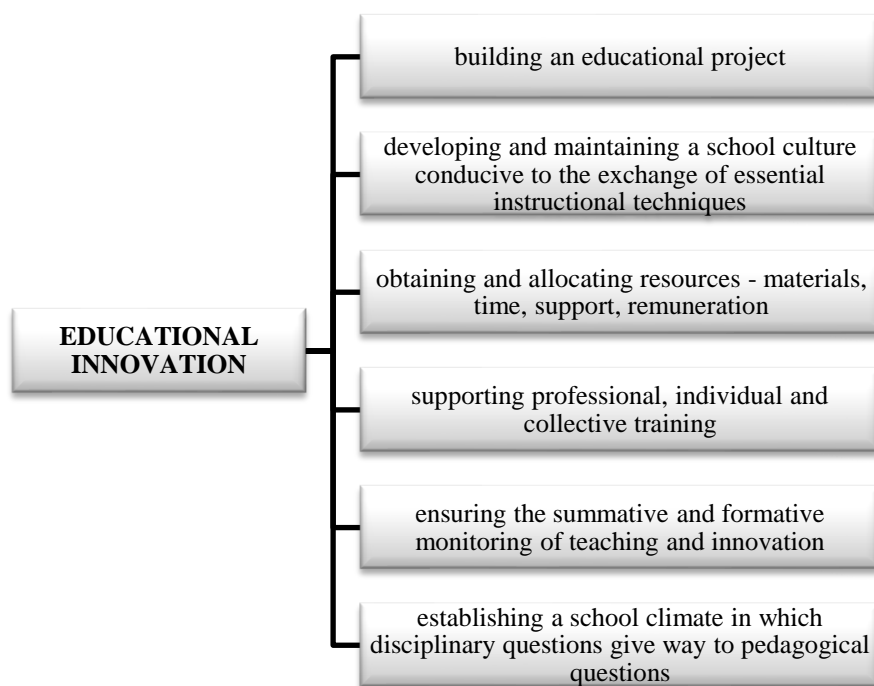 building an educational project
developing and maintaining a school culture
conducive to the exchange of essential
instructional techniques
obtaining and allocating resources - materials,
time, support, remuneration
EDUCATIONAL
INNOVATION
supporting professional, individual and
collective training
ensuring the summative and formative
monitoring of teaching and innovation
establishing a school climate in which
disciplinary questions give way to pedagogical
questions